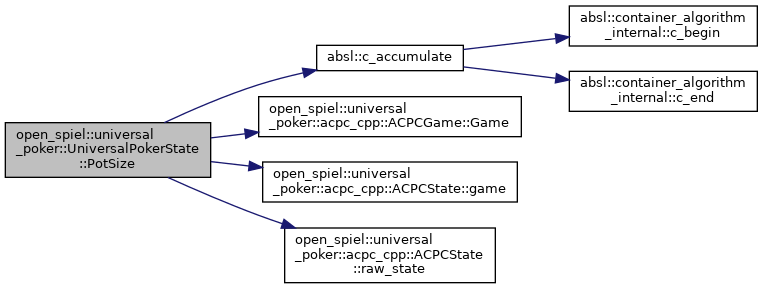 open_spiel::universal
_poker::UniversalPokerState
::PotSize
absl::c_accumulate
absl::container_algorithm
_internal::c_begin
absl::container_algorithm
_internal::c_end
open_spiel::universal
_poker::acpc_cpp::ACPCGame::Game
open_spiel::universal
_poker::acpc_cpp::ACPCState::game
open_spiel::universal
_poker::acpc_cpp::ACPCState
::raw_state